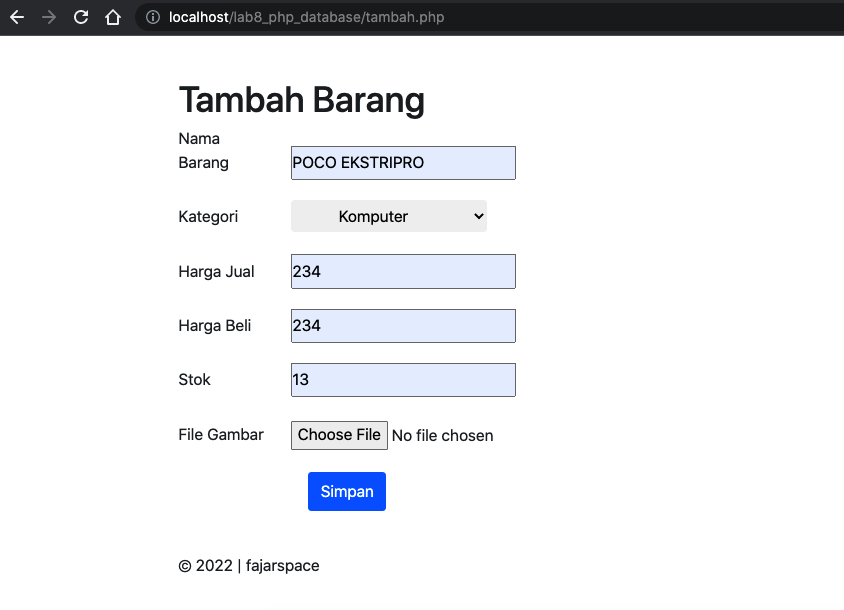 localhost/lab8_php_database/tambah.php
Tambah Barang
Nama
Barang
POCO EKSTRIPRO
Kategori
Komputer
Harga Jual
234
Harga Beli
234
Stok
13
File Gambar
Choose File No file chosen
Simpan
© 2022 | fajarspace